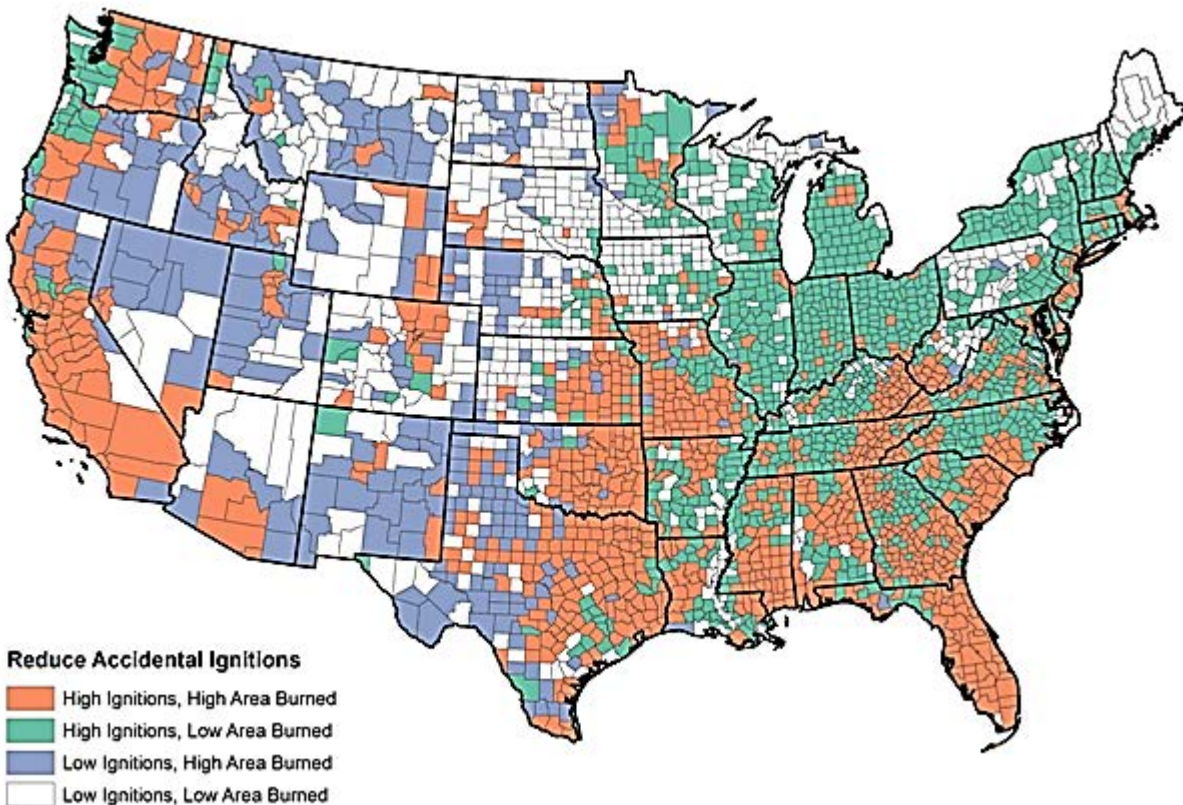 Reduce Accidental Ignitions
High Ignitions, High Area Burned
High Ignitions, Low Area Burned
Low Ignitions, High Area Burned
Low Ignitions, Low Area Burned